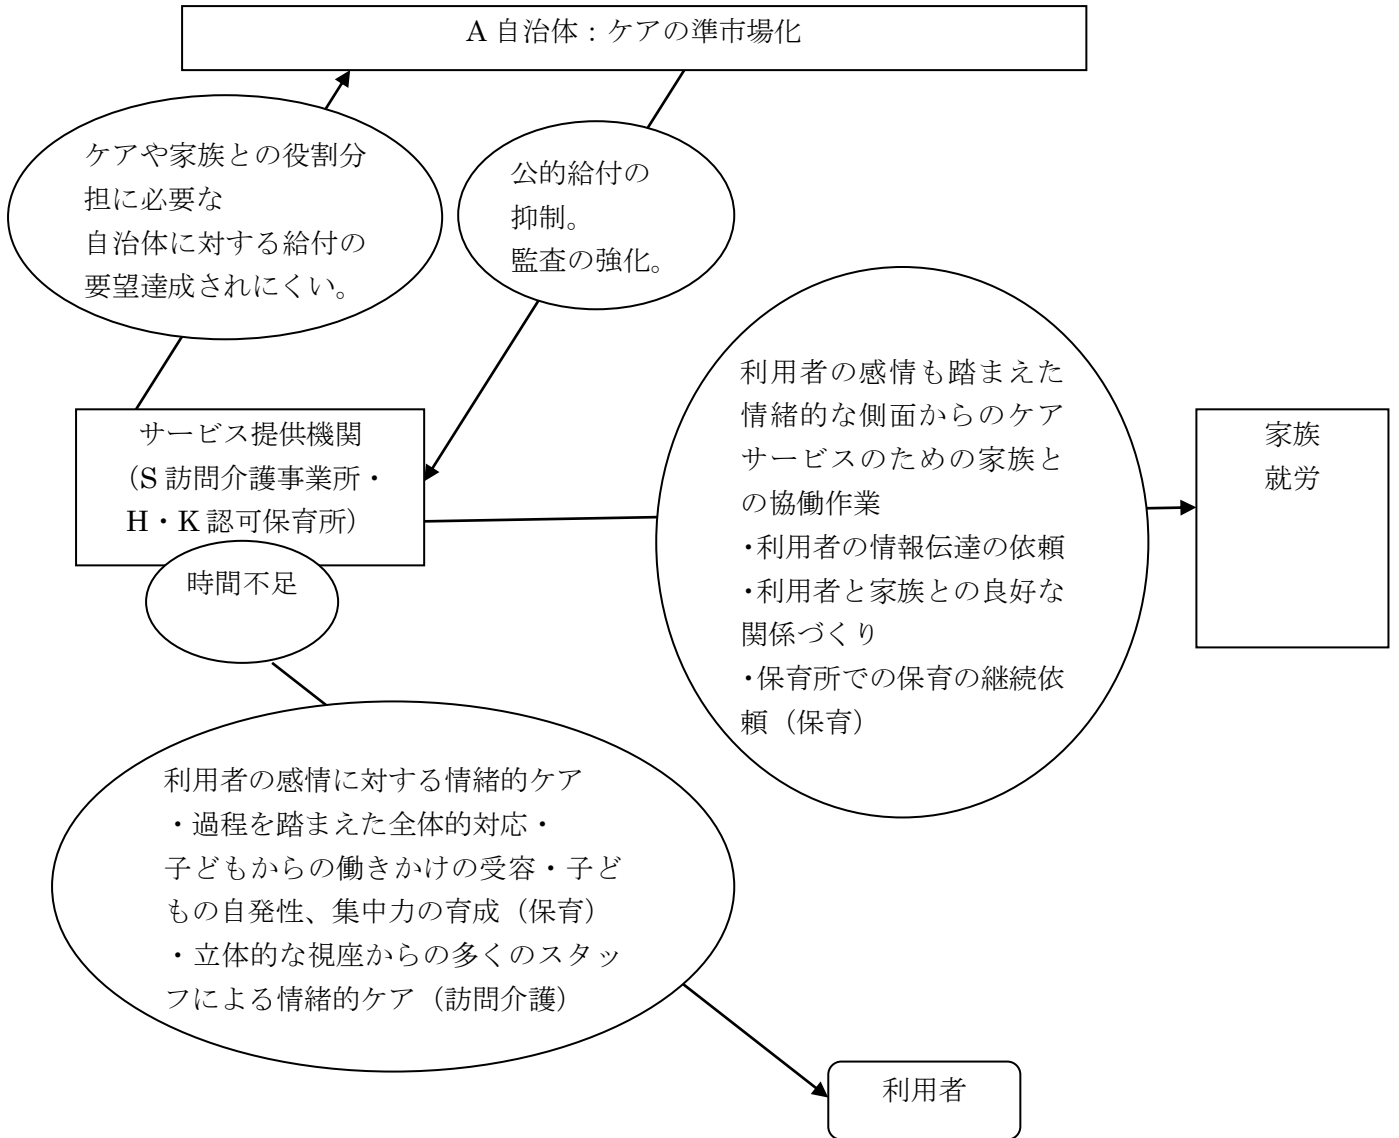 A自治体：ケアの準市場化
ケアや家族との役割分
担に必要な
自治体に対する給付の
要望達成されにくい。
公的給付の
抑制。
監査の強化。
サービス提供機関
（S訪問介護事業所・
H・K認可保育所）
時間不足
利用者の感情も踏まえた
情緒的な側面からのケア
サービスのための家族と
の協働作業
・利用者の情報伝達の依頼
・利用者と家族との良好な
関係づくり
・保育所での保育の継続依
頼（保育）
家族
就労
利用者の感情に対する情緒的ケア
・過程を踏まえた全体的対応・
子どもからの働きかけの受容・子ど
もの自発性、集中力の育成（保育）
・立体的な視座からの多くのスタッ
フによる情緒的ケア（訪問介護）
利用者